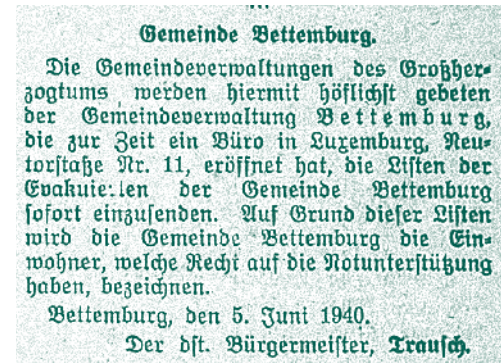 Gemeinde Bettemburg.
Die Gemeindeverwaltungen des Großher-
zogtums werden hiermit höflichst gebeten
der Gemeindeverwaltung Bettemburg,
die zur Zeit ein Büro in Luxemburg, Neu-
torstaße Nr. 11, eröffnet hat, die Listen der
Evakuierten der Gemeinde Bettemburg
sofort einzusenden. Auf Grund dieser Listen
wird die Gemeinde Bettemburg die Ein-
wohner, welche Recht auf die Notunterstützung
haben, bezeichnen.
Bettemburg, den 5. Juni 1940.
Der dft. Bürgermeister, Trausch.